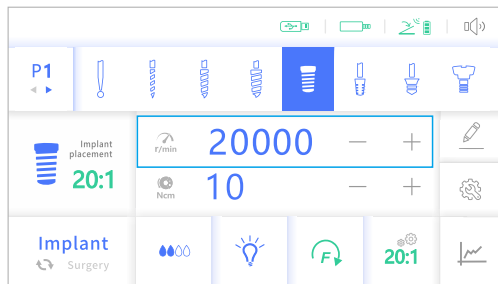 P1
Implant
placement
20:1
r/min
20000
Ncm
10
Implant
Surgery
F
20:1